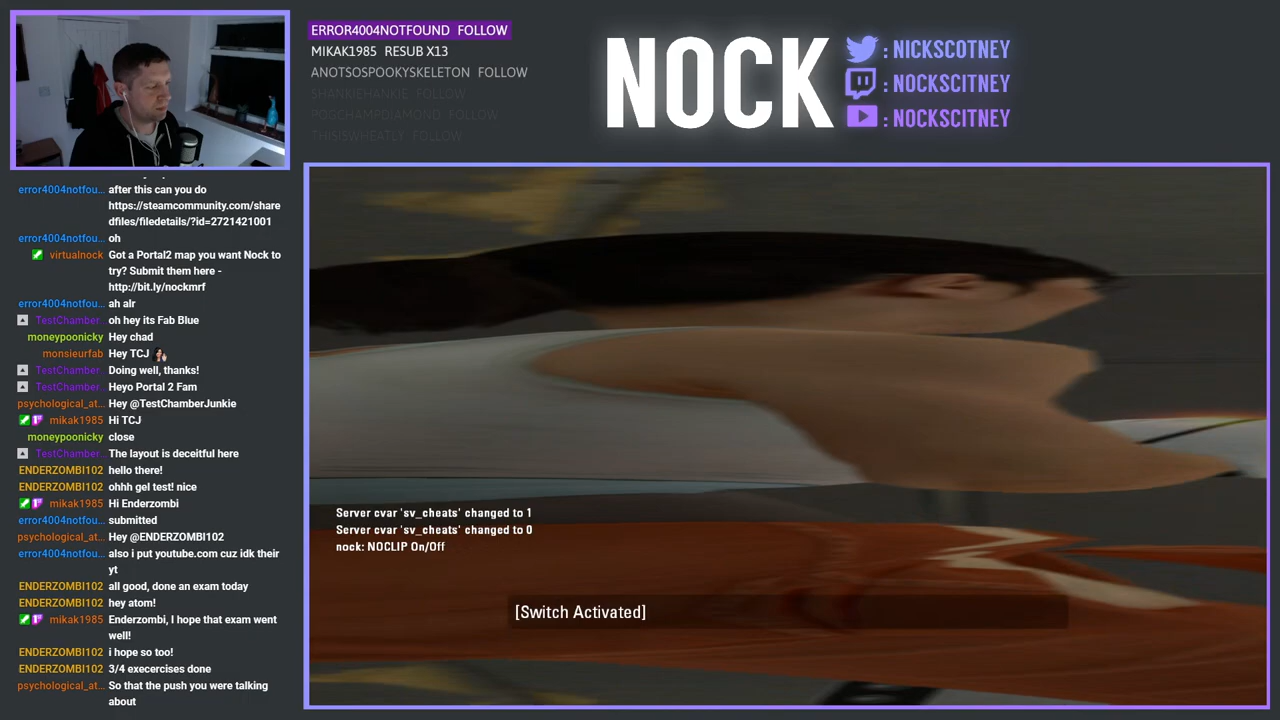 ERROR4004NOTFOUND FOLLOW
MIKAK1985 RESUB X13
ANOTSOSPOOKYSKELETON FOLLOW
SHANKIEHANKIE FOLLOW
POGCHAMPDIAMOND FOLLOW
THISISWHEATLY FOLLOW
NOCK
: NICKSCOTNEY
: NOCKSCITNEY
: NOCKSCITNEY
error4004notfou... after this can you do
https://steamcommunity.com/share
dfiles/filedetails/?id=2721421001
error4004notfou... oh
virtualnock Got a Portal2 map you want Nock to
try? Submit them here -
http://bit.ly/nockmrf
error4004notfou... ah alr
TestChamber... oh hey its Fab Blue
moneypoonicky Hey chad
monsieurfab Hey TCJ
TestChamber... Doing well, thanks!
TestChamber... Heyo Portal 2 Fam
psychological_at... Hey @TestChamberJunkie
mikak1985 Hi TCJ
moneypoonicky close
TestChamber... The layout is deceitful here
ENDERZOMBI102 hello there!
ENDERZOMBI102 ohhh gel test! nice
mikak1985 Hi Enderzombi
error4004notfou... submitted
psychological_at... Hey @ENDERZOMBI102
error4004notfou... also i put youtube.com cuz idk their
yt
ENDERZOMBI102 all good, done an exam today
ENDERZOMBI102 hey atom!
mikak1985 Enderzombi, I hope that exam went
well!
ENDERZOMBI102 i hope so too!
ENDERZOMBI102 3/4 execercises done
psychological_at... So that the push you were talking
about
Server cvar 'sv_cheats' changed to 1
Server cvar 'sv_cheats' changed to 0
nock: NOCLIP On/Off
[Switch Activated]